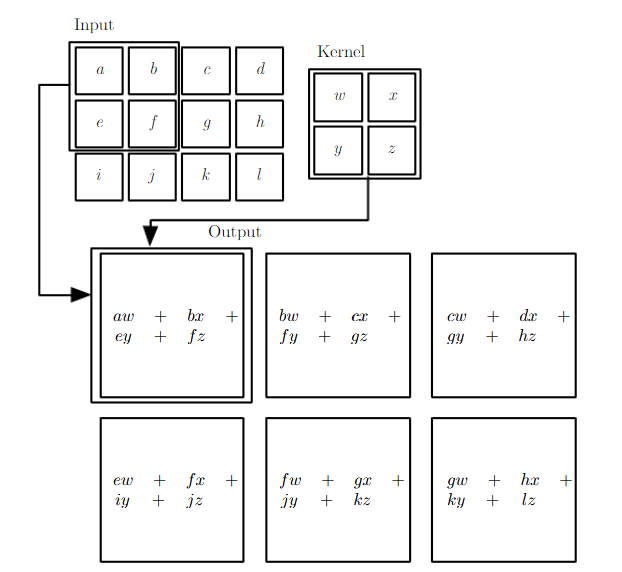 Input
Kernel
a b c d
w x
e f g h
y z
i j k l
Output
aw + bx +
ey + fz
bw + cx +
fy + gz
cw + dx +
gy + hz
ew + fx +
iy + jz
fw + gx +
jy + kz
gw + hx +
ky + lz